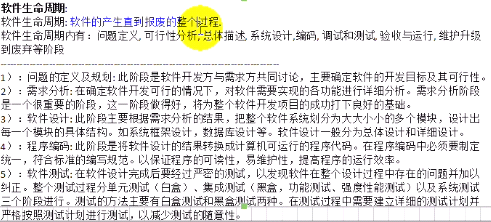 软件生命周期:
软件生命周期: 软件的产生直到报废的整个过程.
软件生命周期内有: 问题定义, 可行性分析, 总体描述, 系统设计, 编码, 调试和测试, 验收与运行, 维护升级
到废弃等阶段
1): 问题的定义及规划: 此阶段是软件开发方与需求方共同讨论, 主要确定软件的开发目标及其可行性。
2): 需求分析: 在确定软件开发可行的情况下, 对软件需要实现的各功能进行详细分析。需求分析阶段
是一个很重要的阶段, 这一阶段做得好, 将为整个软件开发项目的成功打下良好的基础。
3): 软件设计: 此阶段主要根据需求分析的结果, 把整个软件系统划分为大大小小的多个模块, 设计出
每一个模块的具体结构。如系统框架设计, 数据库设计等。软件设计一般分为总体设计和详细设计。
4): 程序编码: 此阶段是将软件设计的结果转换成计算机可运行的程序代码。在程序编码中必须要制定
统一, 符合标准的编写规范。以保证程序的可读性, 易维护性, 提高程序的运行效率。
5): 软件测试: 在软件设计完成后要经过严密的测试, 以发现软件在整个设计过程中存在的问题并加以
纠正。整个测试过程分单元测试 (白盒) 、集成测试 (黑盒, 功能测试、强度性能测试) 以及系统测试
三个阶段进行。测试的方法主要有白盒测试和黑盒测试两种。在测试过程中需要建立详细的测试计划并
严格按照测试计划进行测试, 以减少测试的随意性。